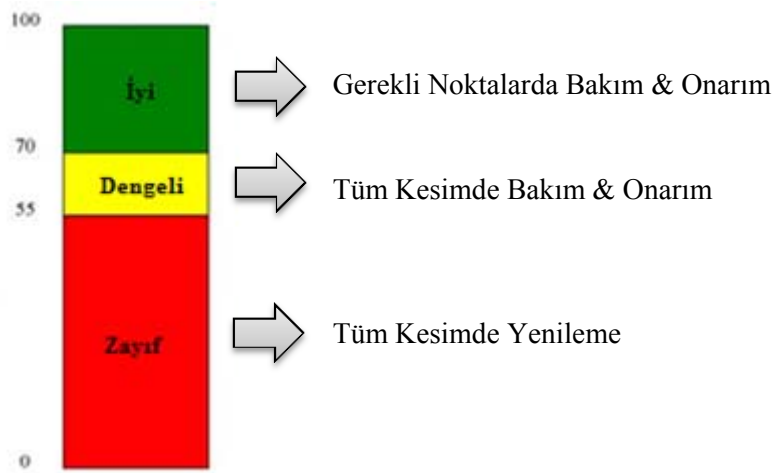 100
İyi
Gerekli Noktalarda Bakım & Onarım
70
Dengeli
Tüm Kesimde Bakım & Onarım
55
Zayıf
Tüm Kesimde Yenileme
0